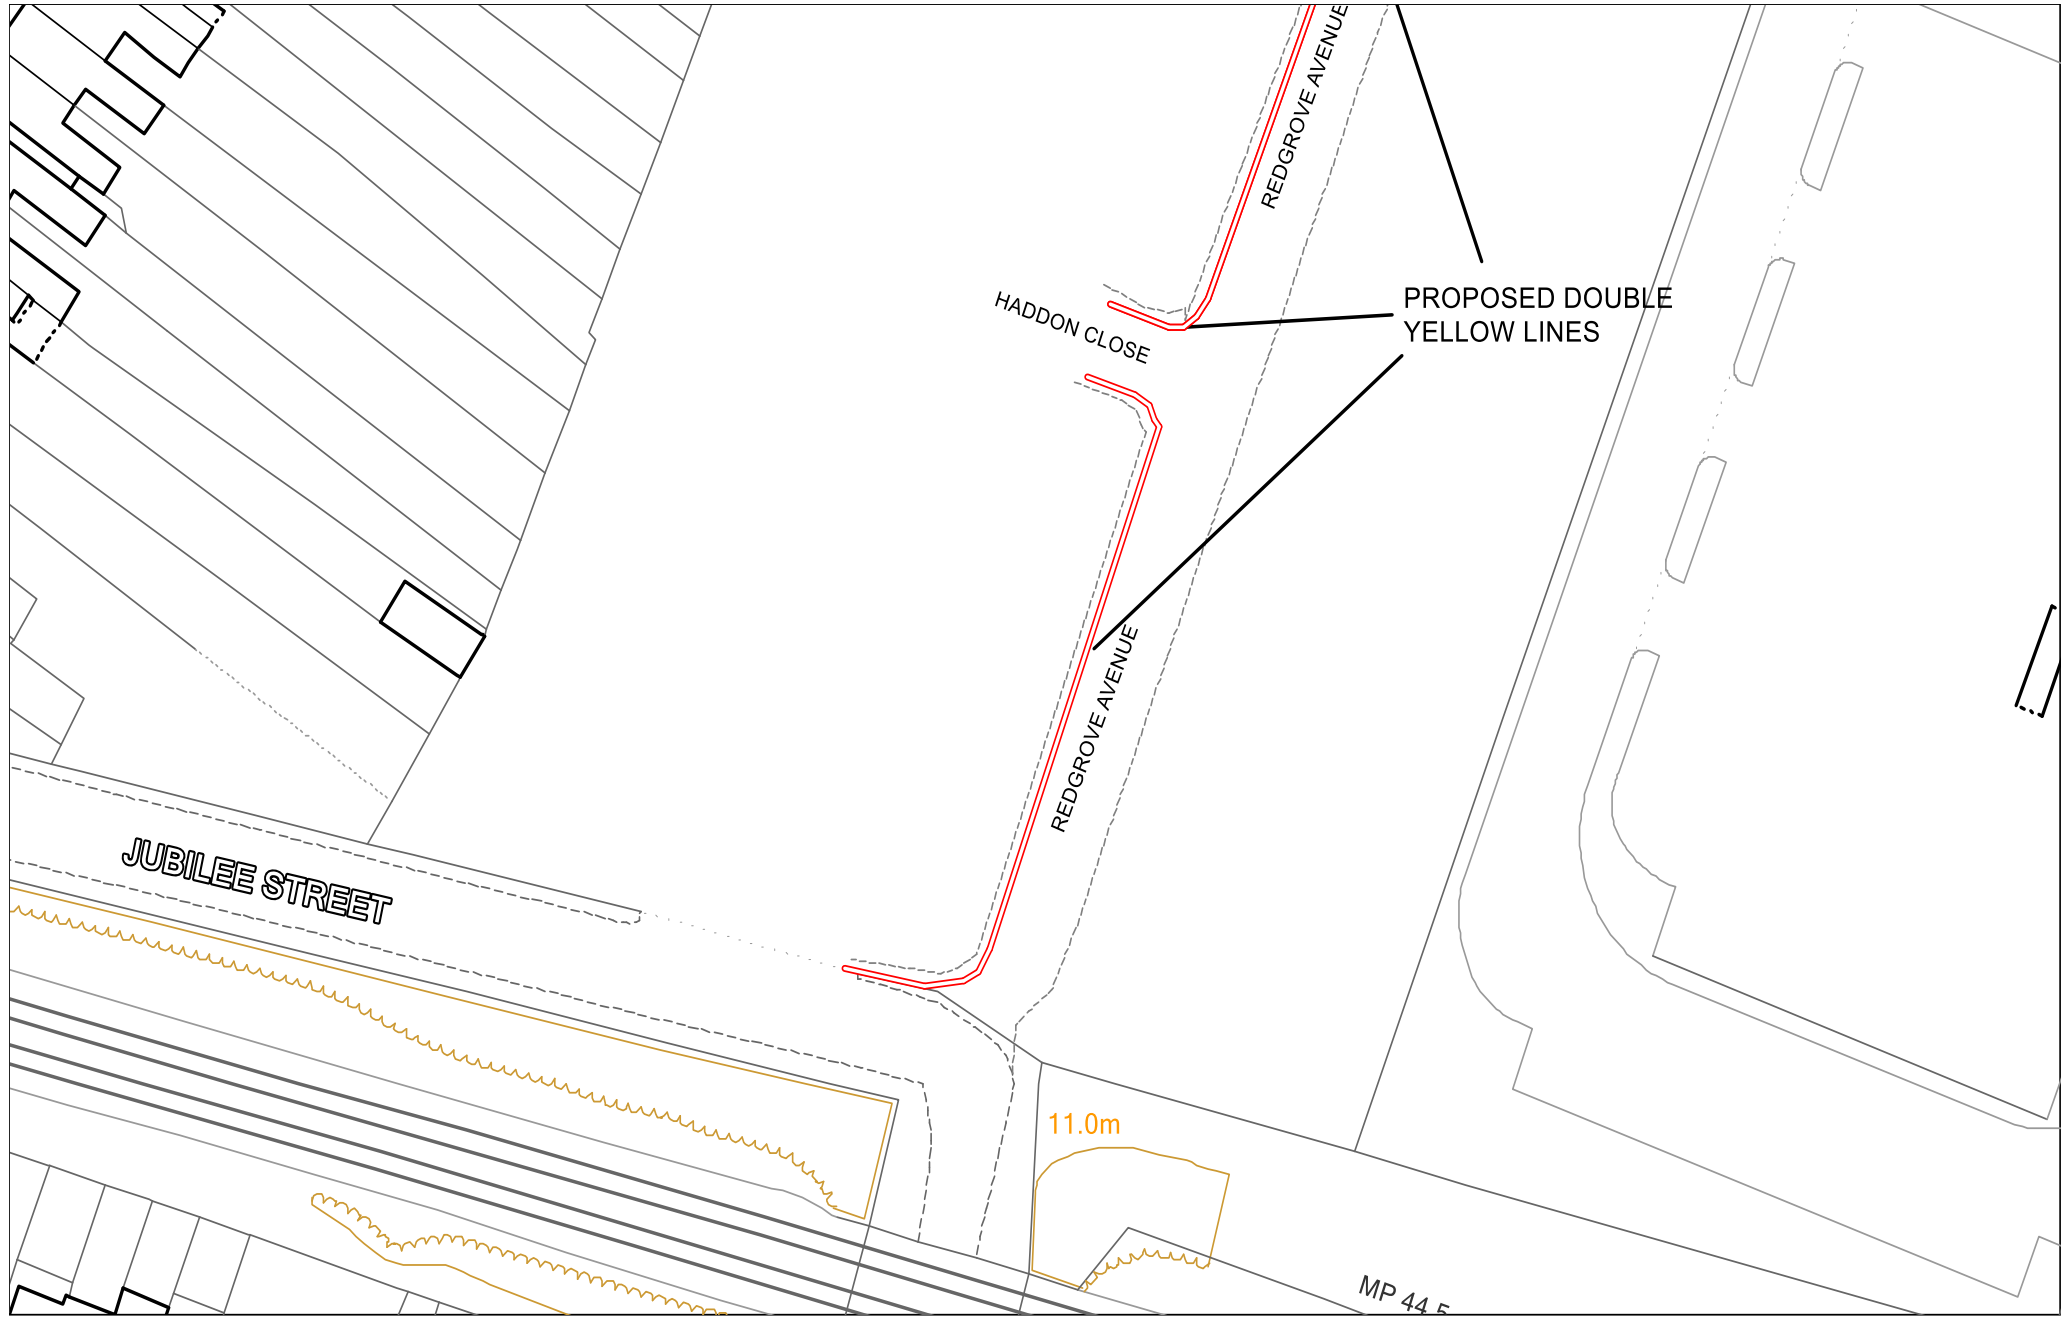 REDGROVE AVENUE
HADDON CLOSE
PROPOSED DOUBLE
YELLOW LINES
REDGROVE AVENUE
JUBILEE STREET
11.0m
MP 44.5